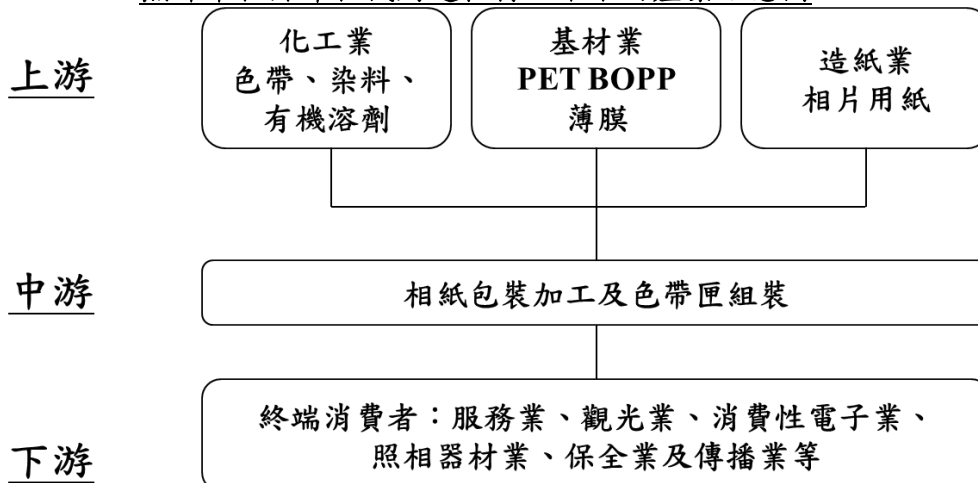 上游
化工業
色帶、染料、
有機溶劑
基材業
PET BOPP
薄膜
造紙業
相片用紙
中游
相紙包裝加工及色帶匣組裝
下游
終端消費者：服務業、觀光業、消費性電子業、
照相器材業、保全業及傳播業等